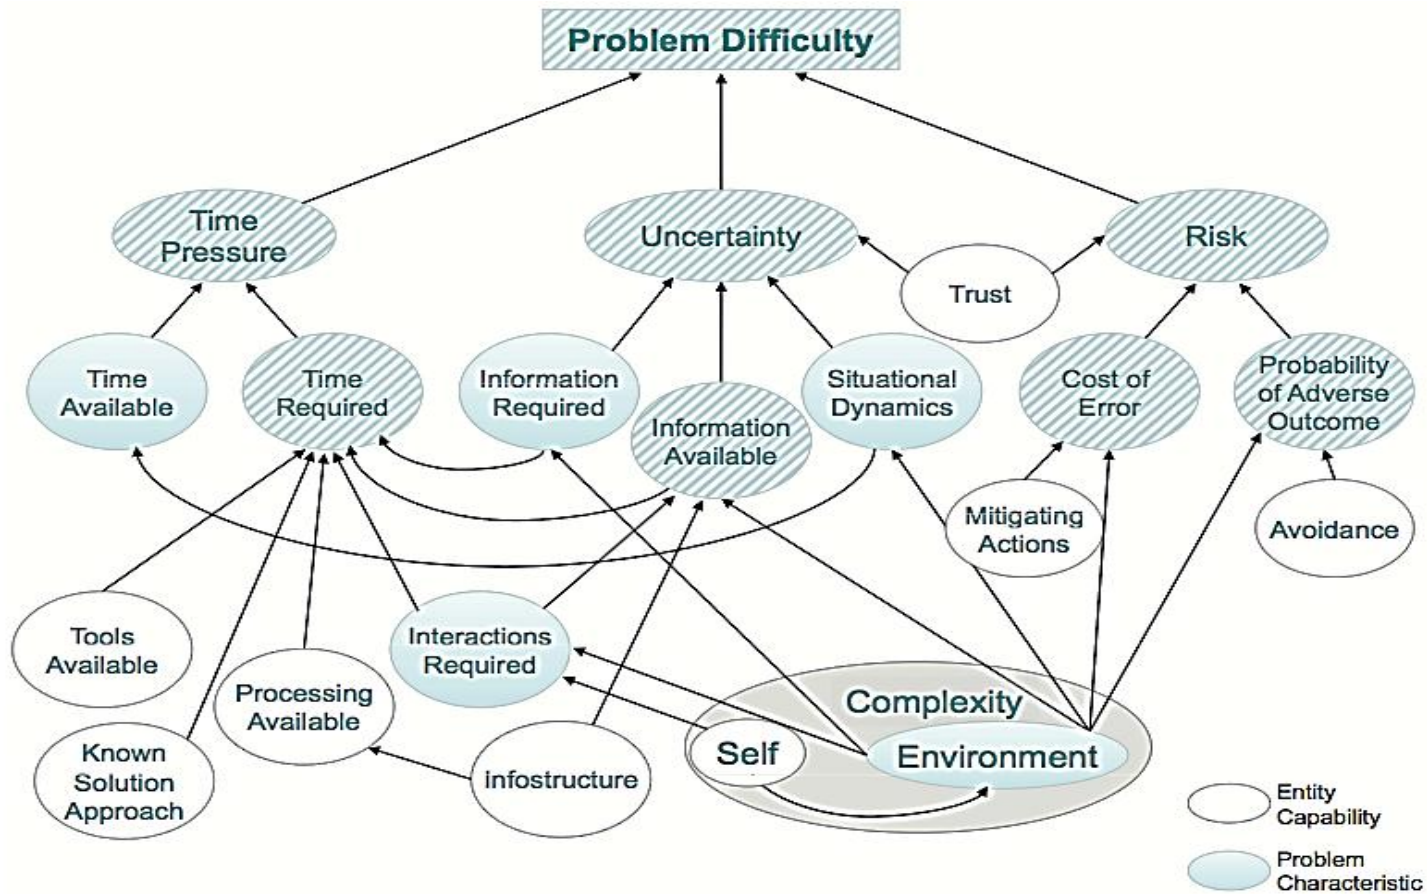 Problem Difficulty
Time
Pressure
Uncertainty
Risk
Trust
Time
Available
Time
Required
Information
Required
Information
Available
Situational
Dynamics
Cost of
Error
Probability
of Adverse
Outcome
Mitigating
Actions
Avoidance
Tools
Available
Interactions
Required
Processing
Available
Known
Solution
Approach
infostructure
Complexity
Self
Environment
Entity
Capability
Problem
Characteristic